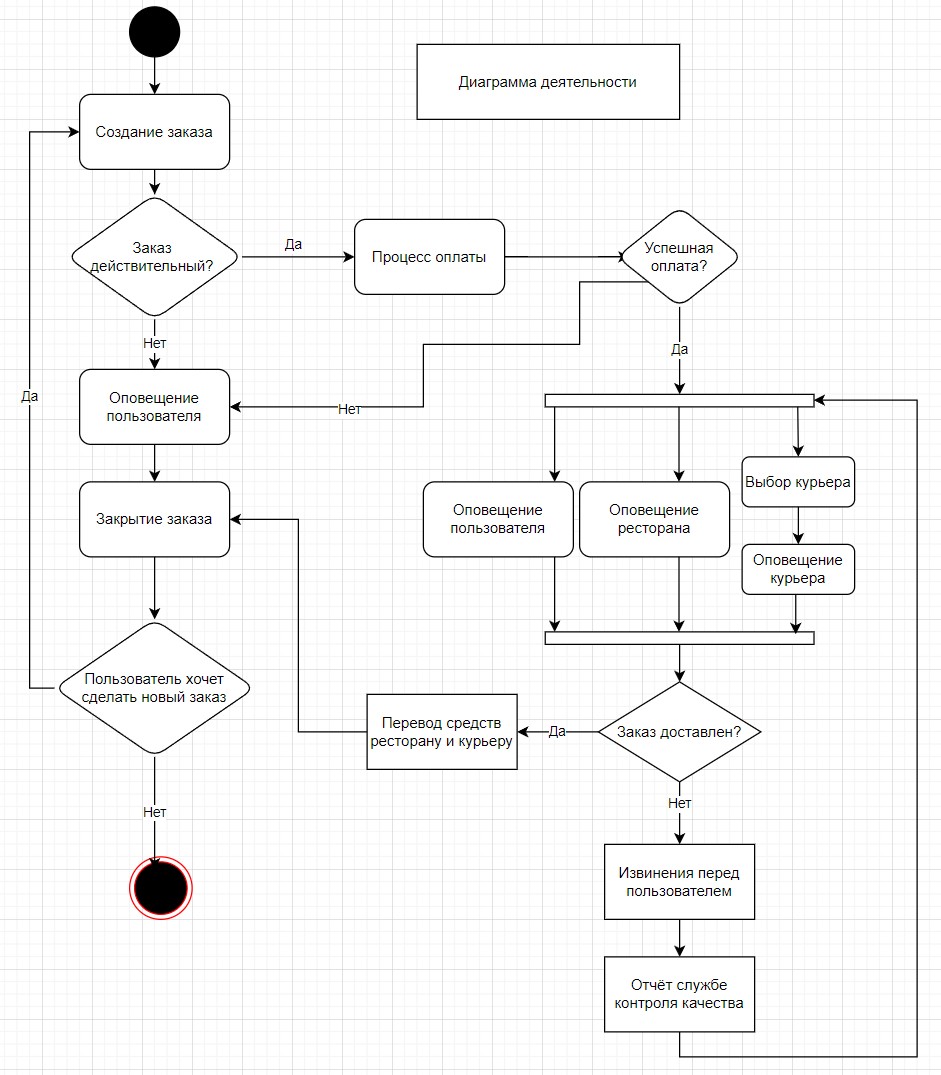 Диаграмма деятельности
Создание заказа
Заказ
действительный?
Да
Процесс оплаты
Успешная
оплата?
Нет
Да
Оповещение
пользователя
Нет
Да
Закрытие заказа
Оповещение
пользователя
Оповещение
ресторана
Выбор курьера
Оповещение
курьера
Пользователь хочет
сделать новый заказ
Перевод средств
ресторану и курьеру
Да
Заказ доставлен?
Нет
Нет
Извинения перед
пользователем
Отчёт службе
контроля качества